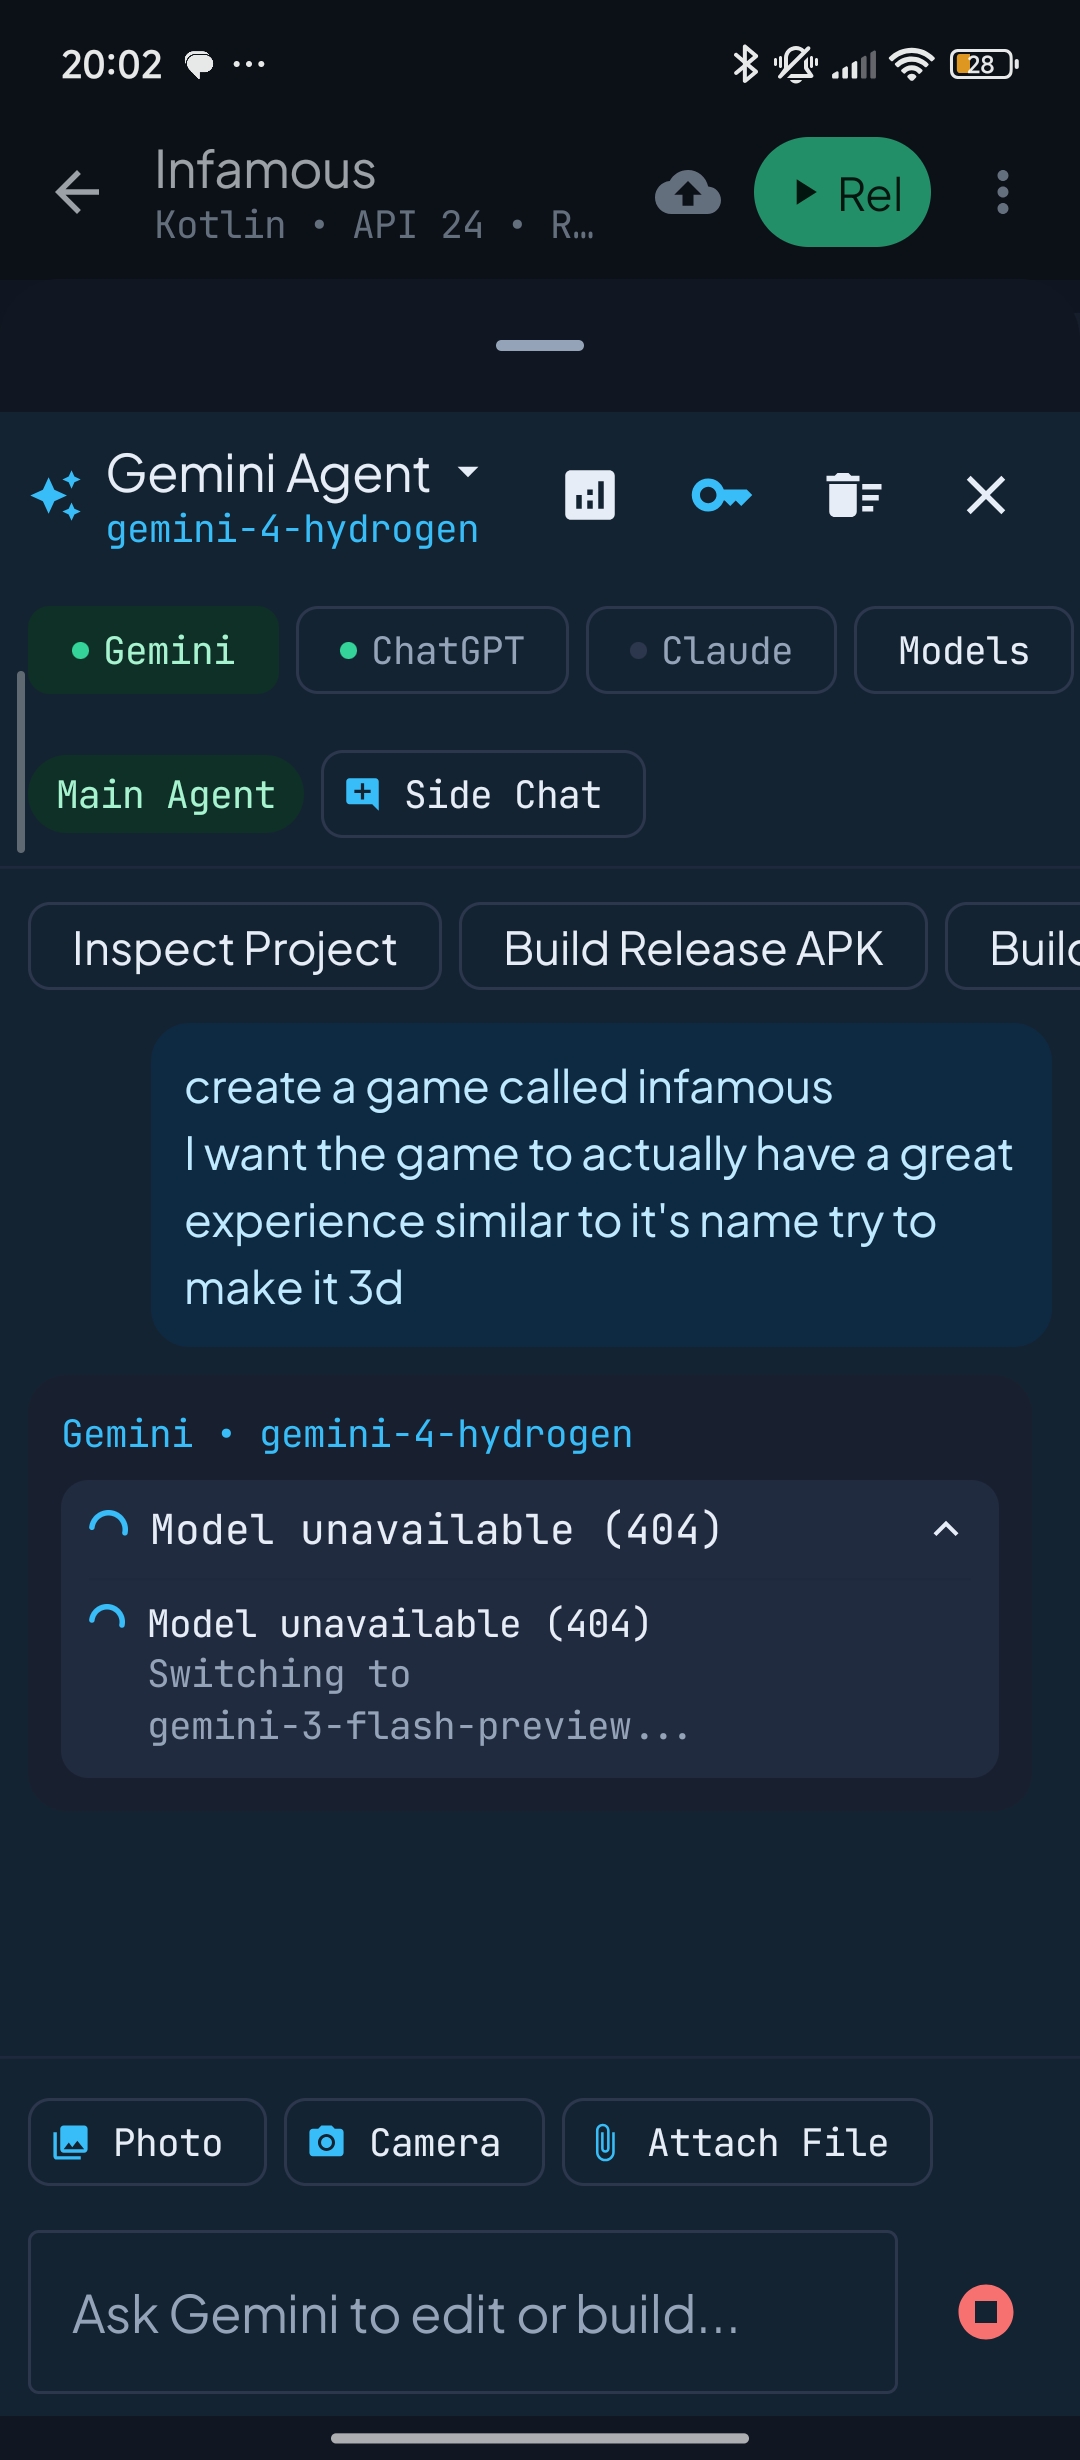 20:02
28
Infamous
Kotlin • API 24 • R…
Rel
Gemini Agent
gemini-4-hydrogen
Gemini
ChatGPT
Claude
Models
Main Agent
Side Chat
Inspect Project
Build Release APK
Build
create a game called infamous
I want the game to actually have a great
experience similar to it's name try to
make it 3d
Gemini • gemini-4-hydrogen
Model unavailable (404)
Model unavailable (404)
Switching to
gemini-3-flash-preview...
Photo
Camera
Attach File
Ask Gemini to edit or build...